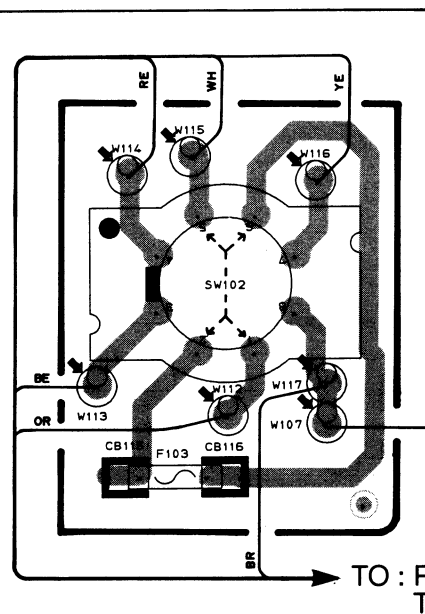 RE
WH
YE
W114
W115
W116
SW102
BE
W113
OR
W112
W117
W107
CB115
F103
CB116
BR
TO :